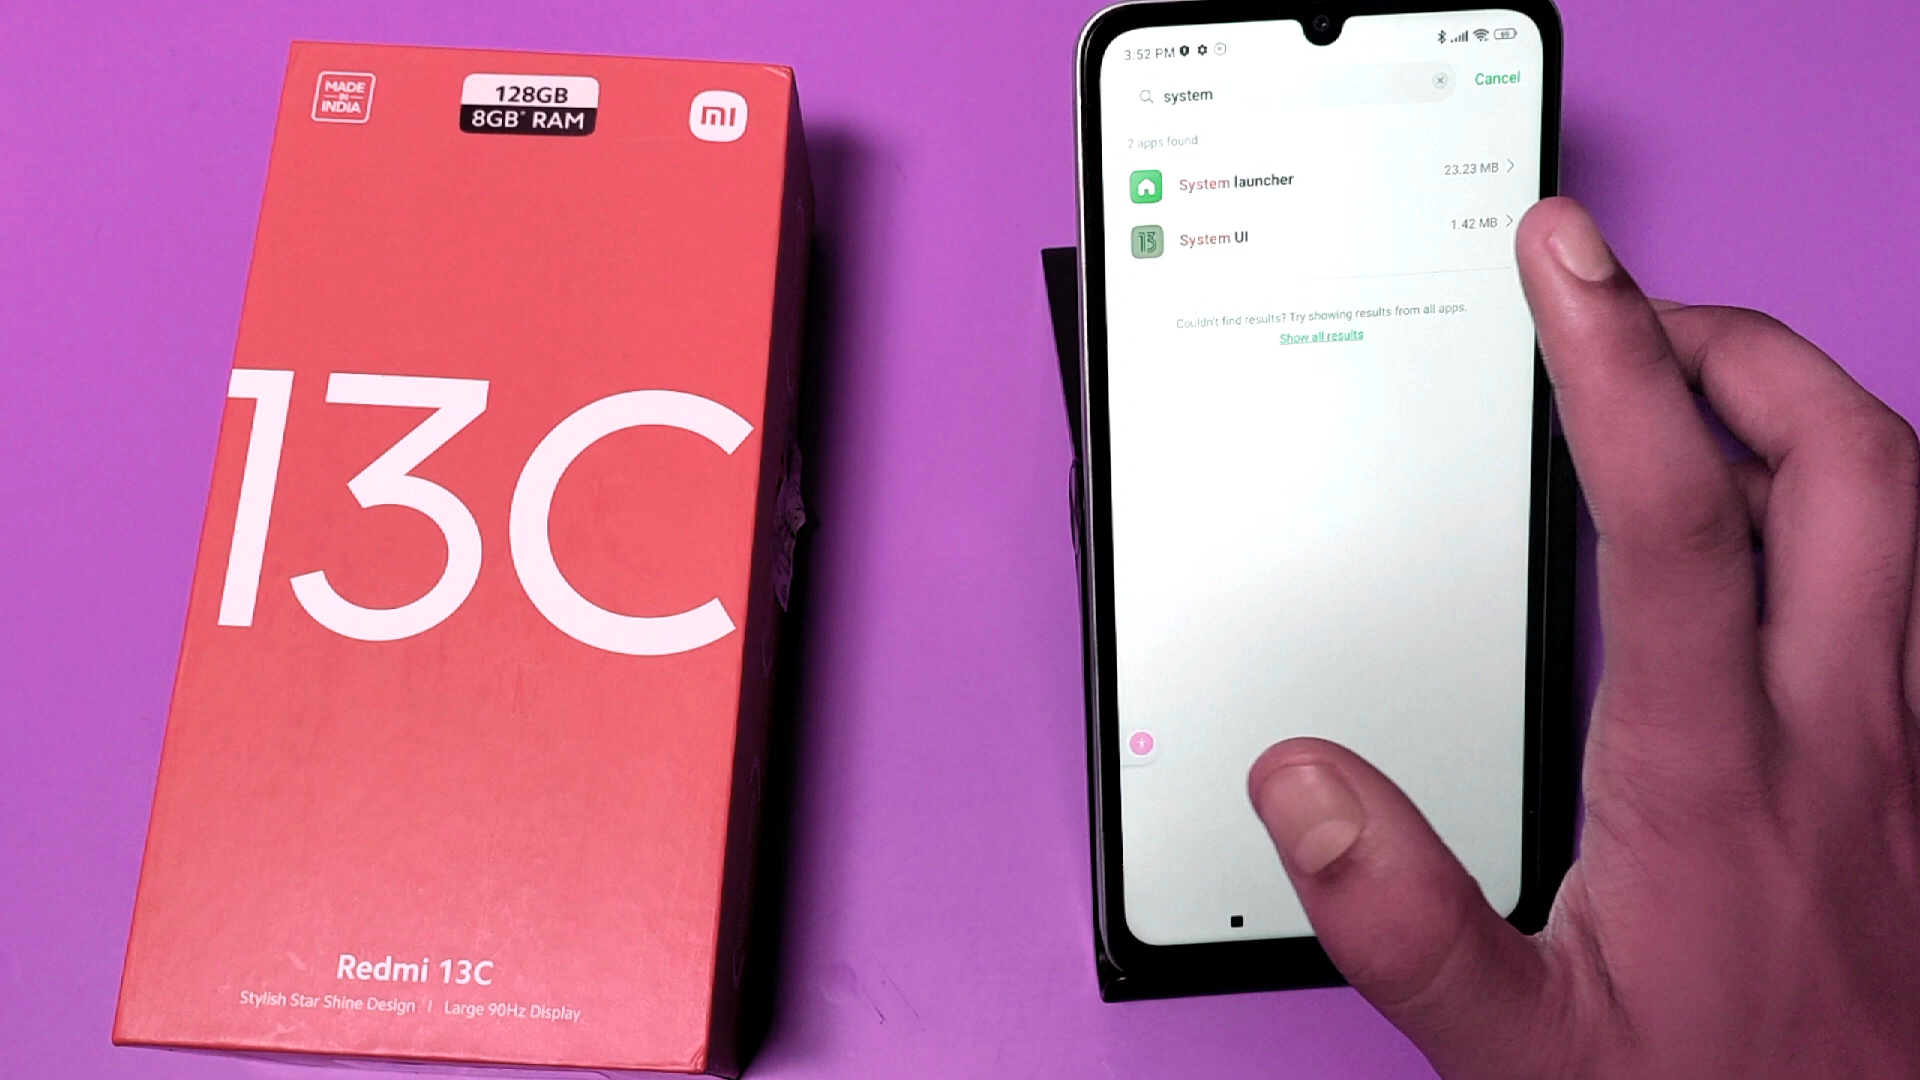 MADE
IN
INDIA
128GB
8GB* RAM
MI
13C
Redmi 13C
Stylish Star Shine Design | Large 90Hz Display
3:52 PM
69
system
Cancel
2 apps found
System launcher
23.23 MB
13
System UI
1.42 MB
Couldn't find results? Try showing results from all apps.
Show all results